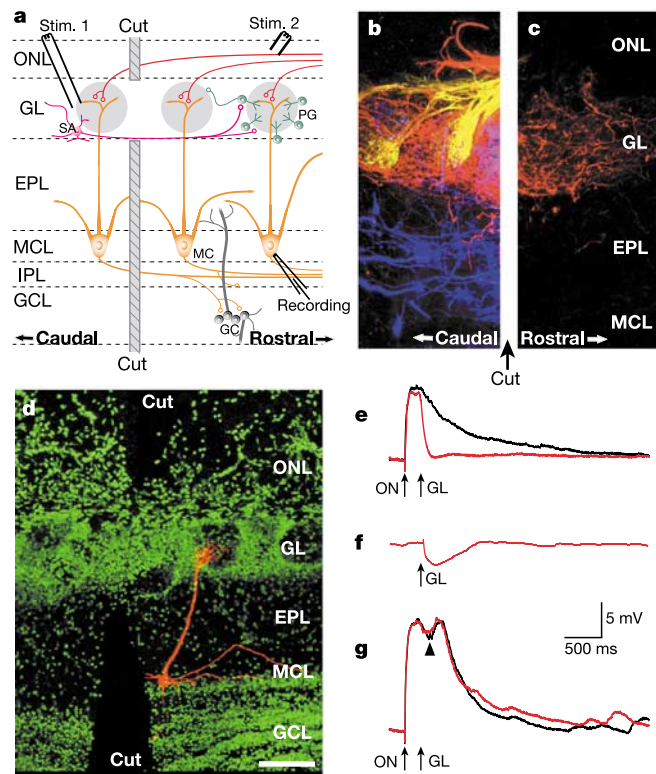 a
Stim. 1
Cut
Stim. 2
ONL
GL
SA
PG
EPL
MCL
MC
IPL
GCL
Recording
GC
Caudal
Rostral
Cut
b
c
ONL
GL
EPL
MCL
Caudal
Rostral
Cut
d
Cut
ONL
GL
EPL
MCL
GCL
Cut
e
ON
GL
f
GL
5 mV
500 ms
g
ON
GL